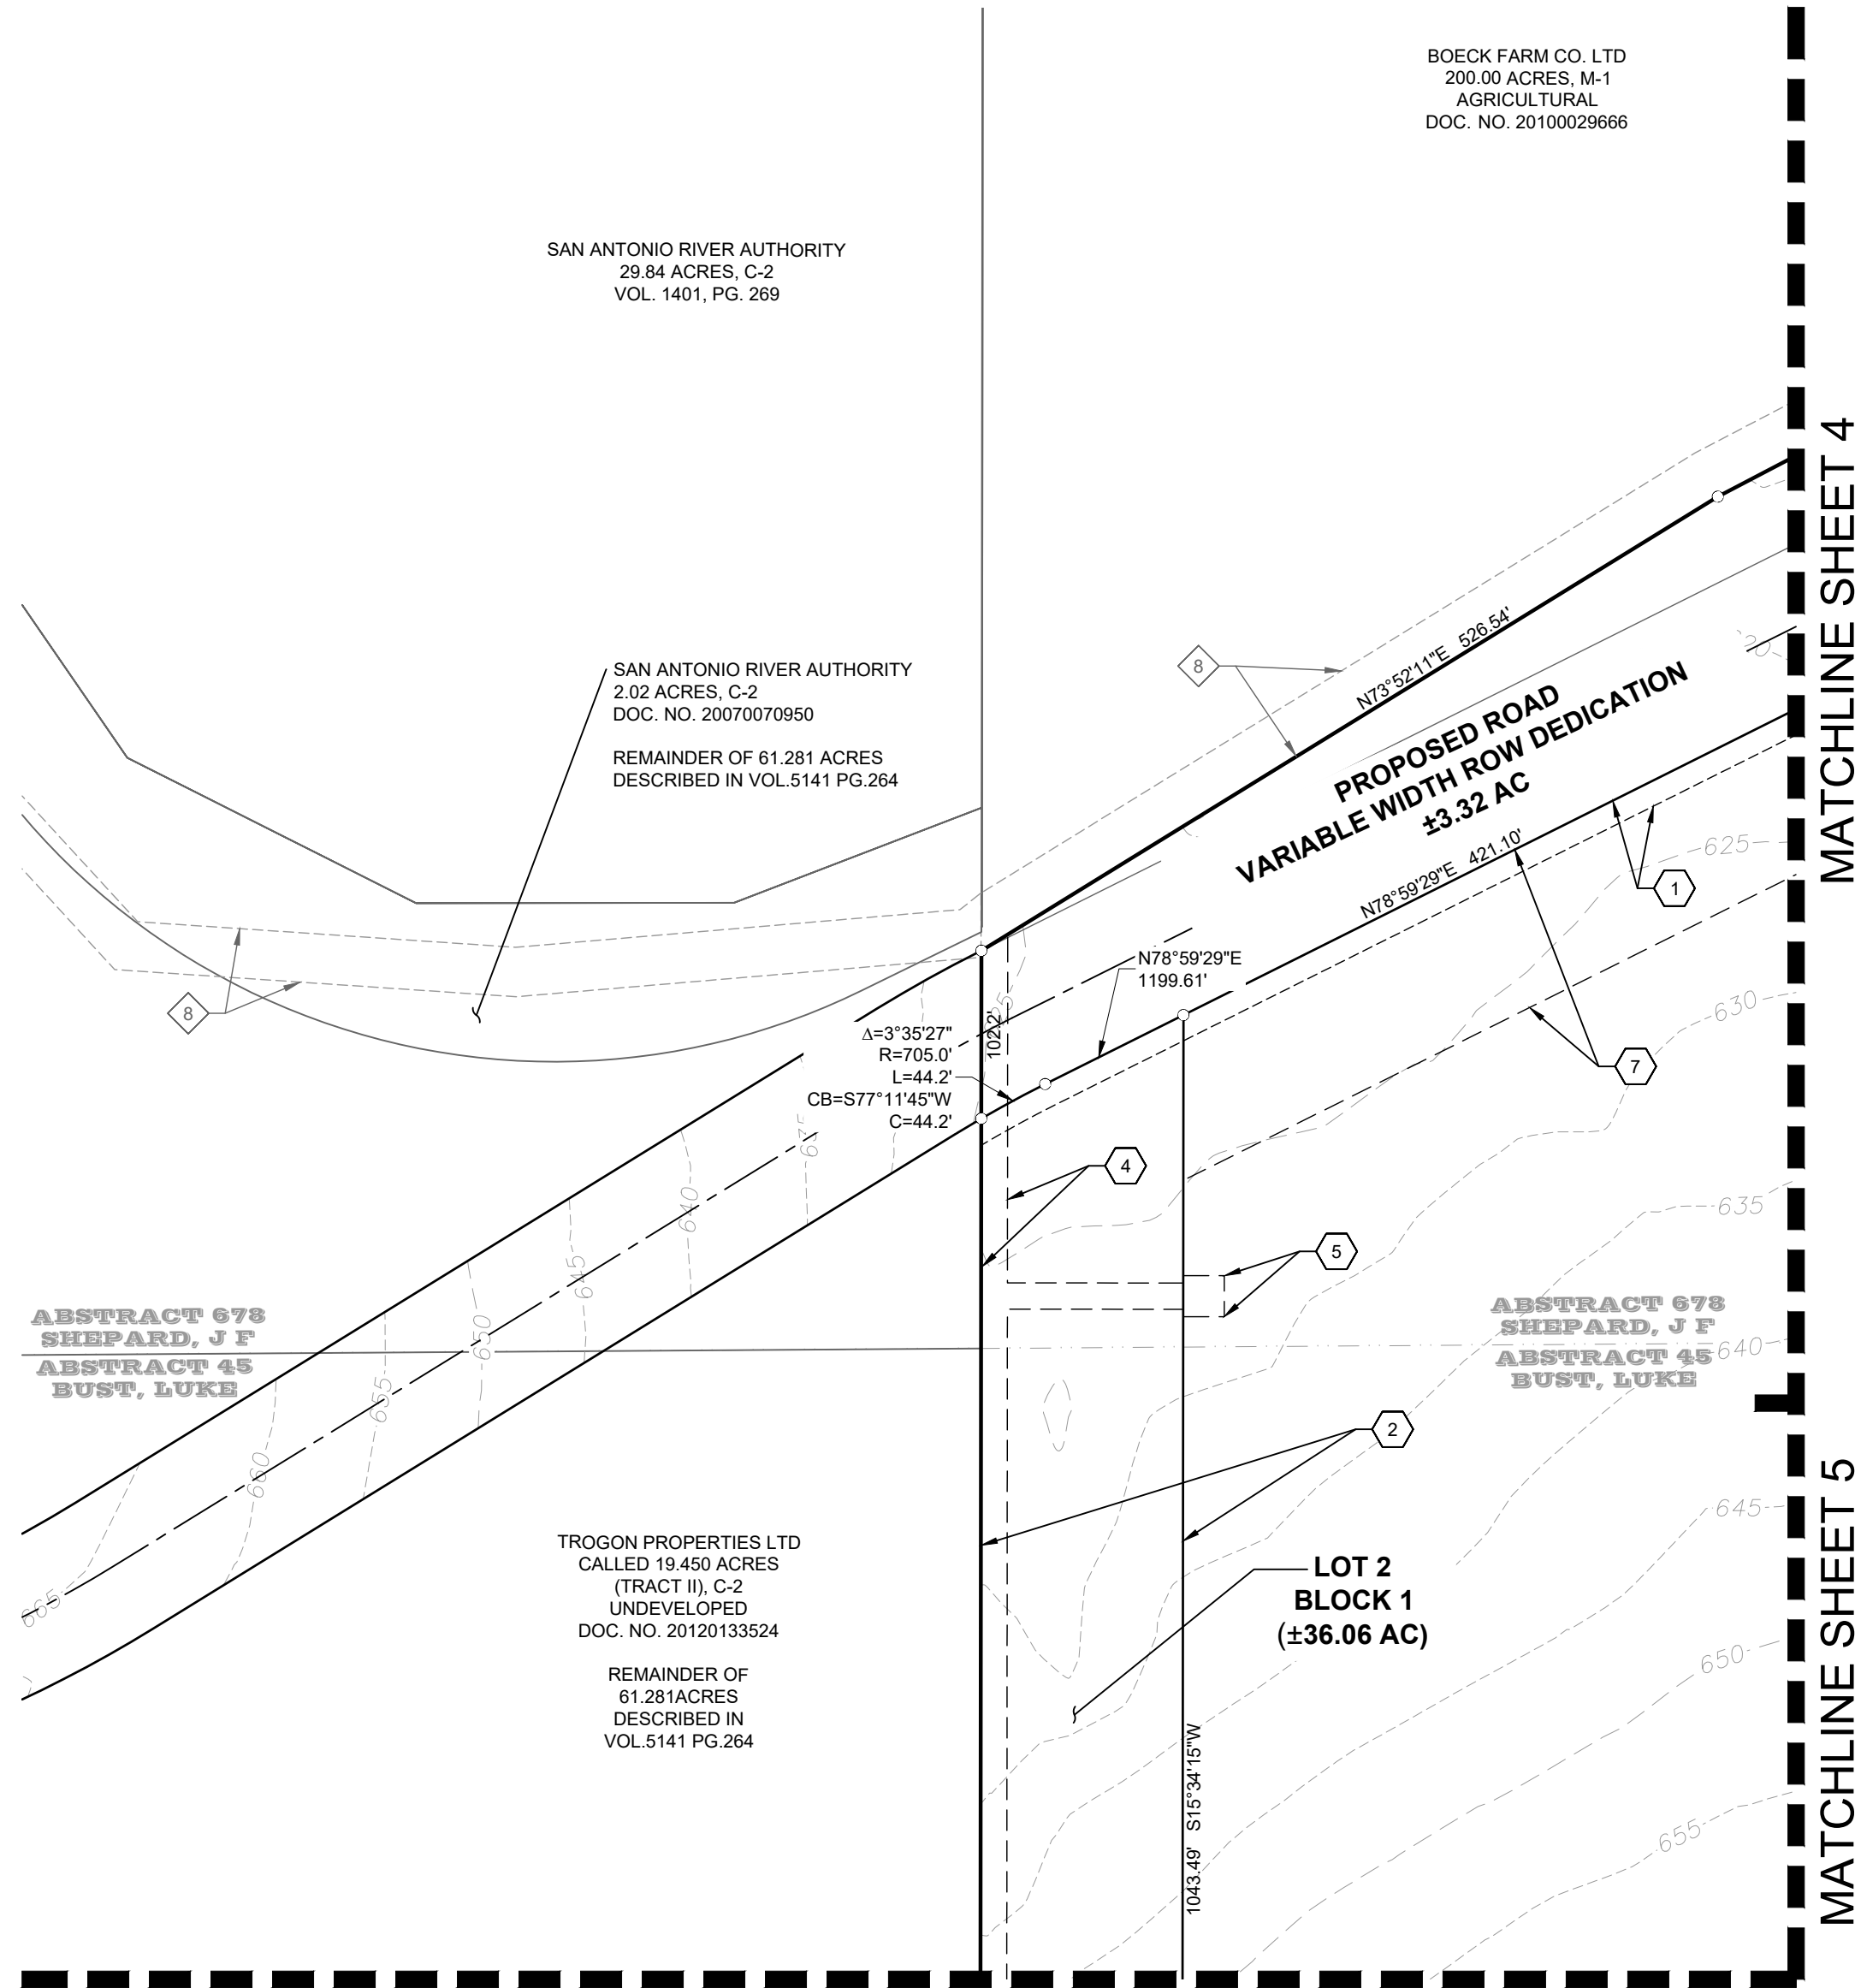 BOECK FARM CO. LTD
200.00 ACRES, M-1
AGRICULTURAL
DOC. NO. 20100029666
SAN ANTONIO RIVER AUTHORITY
29.84 ACRES, C-2
VOL. 1401, PG. 269
MATCHLINE SHEET 4
SAN ANTONIO RIVER AUTHORITY
2.02 ACRES, C-2
DOC. NO. 20070070950
REMAINDER OF 61.281 ACRES
DESCRIBED IN VOL.5141 PG.264
8
N73°52'11"E 526.54'
PROPOSED ROAD
VARIABLE WIDTH ROW DEDICATION
±3.32 AC
N78°59'29"E 421.10'
625
1
N78°59'29"E
1199.61'
8
630
102.2'
Δ=3°35'27"
R=705.0'
L=44.2'
CB=S77°11'45"W
C=44.2'
7
4
635
640
635
5
645
ABSTRACT 678
SHEPARD, J F
ABSTRACT 45
BUST, LUKE
650
ABSTRACT 678
SHEPARD, J F
ABSTRACT 45
BUST, LUKE
640
655
2
660
645
MATCHLINE SHEET 5
TROGON PROPERTIES LTD
CALLED 19.450 ACRES
(TRACT II), C-2
UNDEVELOPED
DOC. NO. 20120133524
REMAINDER OF
61.281ACRES
DESCRIBED IN
VOL.5141 PG.264
LOT 2
BLOCK 1
(±36.06 AC)
665
650
1043.49' S15°34'15"W
655